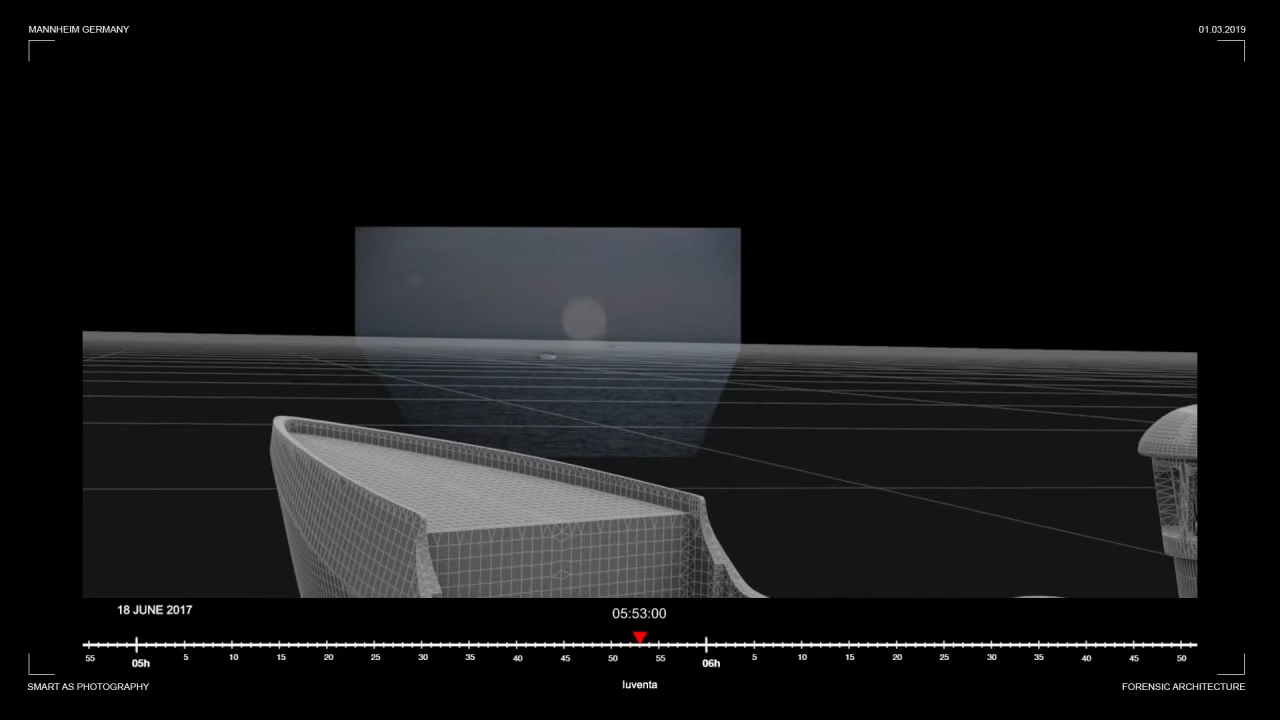 MANNHEIM GERMANY
01.03.2019
18 JUNE 2017
05:53:00
55 05h 5 10 15 20 25 30 35 40 45 50 55 06h 5 10 15 20 25 30 35 40 45 50
Iuventa
SMART AS PHOTOGRAPHY
FORENSIC ARCHITECTURE